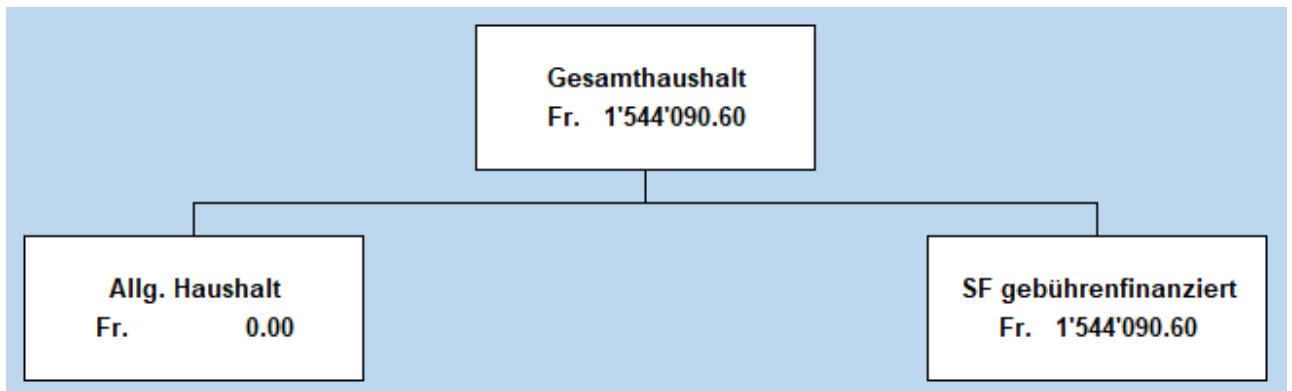 Gesamthaushalt
Fr. 1'544'090.60
Allg. Haushalt
Fr. 0.00
SF gebührenfinanziert
Fr. 1'544'090.60